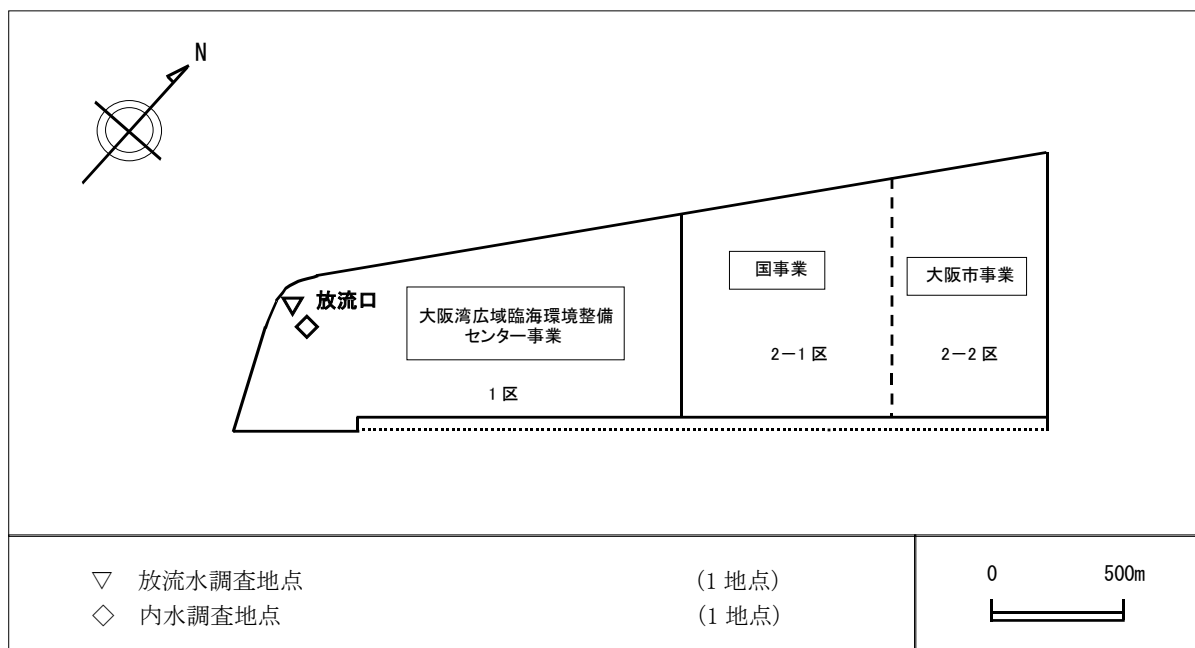 N
放流口
大阪湾広域臨海環境整備
センター事業
1 区
国事業
2－1 区
大阪市事業
2－2 区
▽ 放流水調査地点 (1 地点)
◇ 内水調査地点 (1 地点)
0 500m